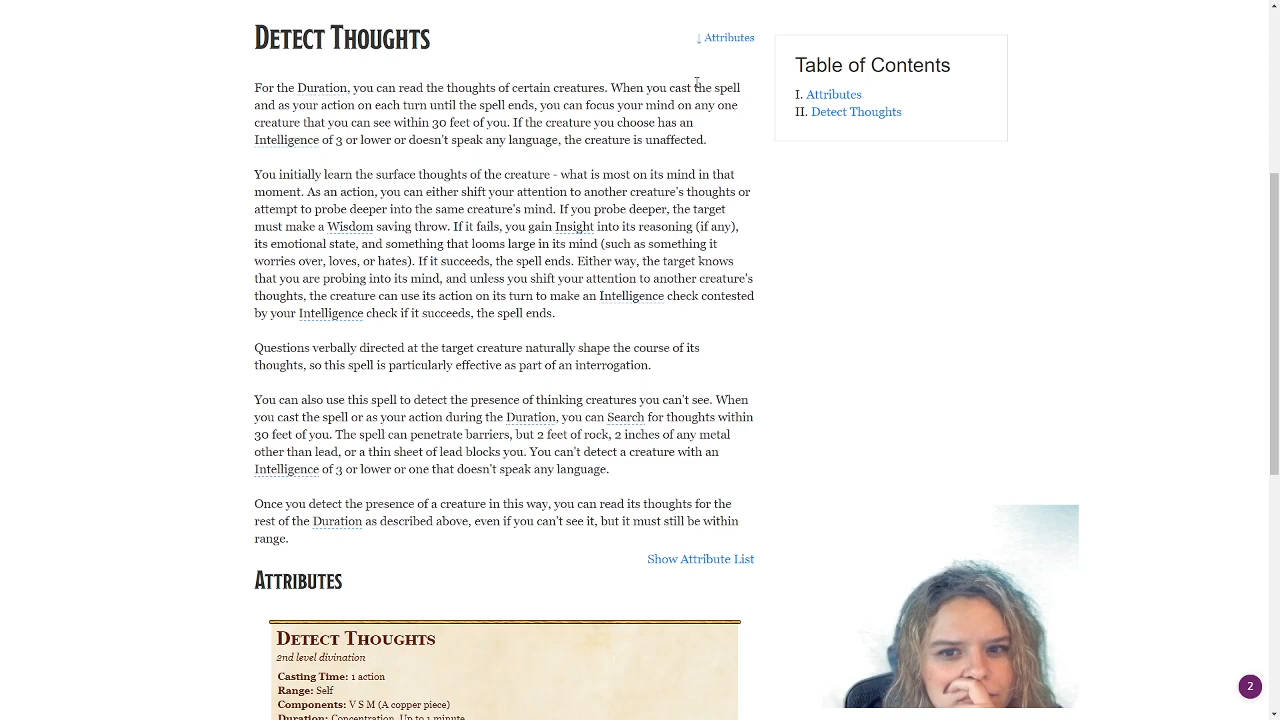 DETECT THOUGHTS
↓ Attributes
For the Duration, you can read the thoughts of certain creatures. When you cast the spell
and as your action on each turn until the spell ends, you can focus your mind on any one
creature that you can see within 30 feet of you. If the creature you choose has an
Intelligence of 3 or lower or doesn't speak any language, the creature is unaffected.
You initially learn the surface thoughts of the creature - what is most on its mind in that
moment. As an action, you can either shift your attention to another creature's thoughts or
attempt to probe deeper into the same creature's mind. If you probe deeper, the target
must make a Wisdom saving throw. If it fails, you gain Insight into its reasoning (if any),
its emotional state, and something that looms large in its mind (such as something it
worries over, loves, or hates). If it succeeds, the spell ends. Either way, the target knows
that you are probing into its mind, and unless you shift your attention to another creature's
thoughts, the creature can use its action on its turn to make an Intelligence check contested
by your Intelligence check if it succeeds, the spell ends.
Questions verbally directed at the target creature naturally shape the course of its
thoughts, so this spell is particularly effective as part of an interrogation.
You can also use this spell to detect the presence of thinking creatures you can't see. When
you cast the spell or as your action during the Duration, you can Search for thoughts within
30 feet of you. The spell can penetrate barriers, but 2 feet of rock, 2 inches of any metal
other than lead, or a thin sheet of lead blocks you. You can't detect a creature with an
Intelligence of 3 or lower or one that doesn't speak any language.
Once you detect the presence of a creature in this way, you can read its thoughts for the
rest of the Duration as described above, even if you can't see it, but it must still be within
range.
Show Attribute List
ATTRIBUTES
DETECT THOUGHTS
2nd level divination
Casting Time: 1 action
Range: Self
Components: V S M (A copper piece)
Duration: Concentration, Up to 1 minute
Table of Contents
I. Attributes
II. Detect Thoughts
2